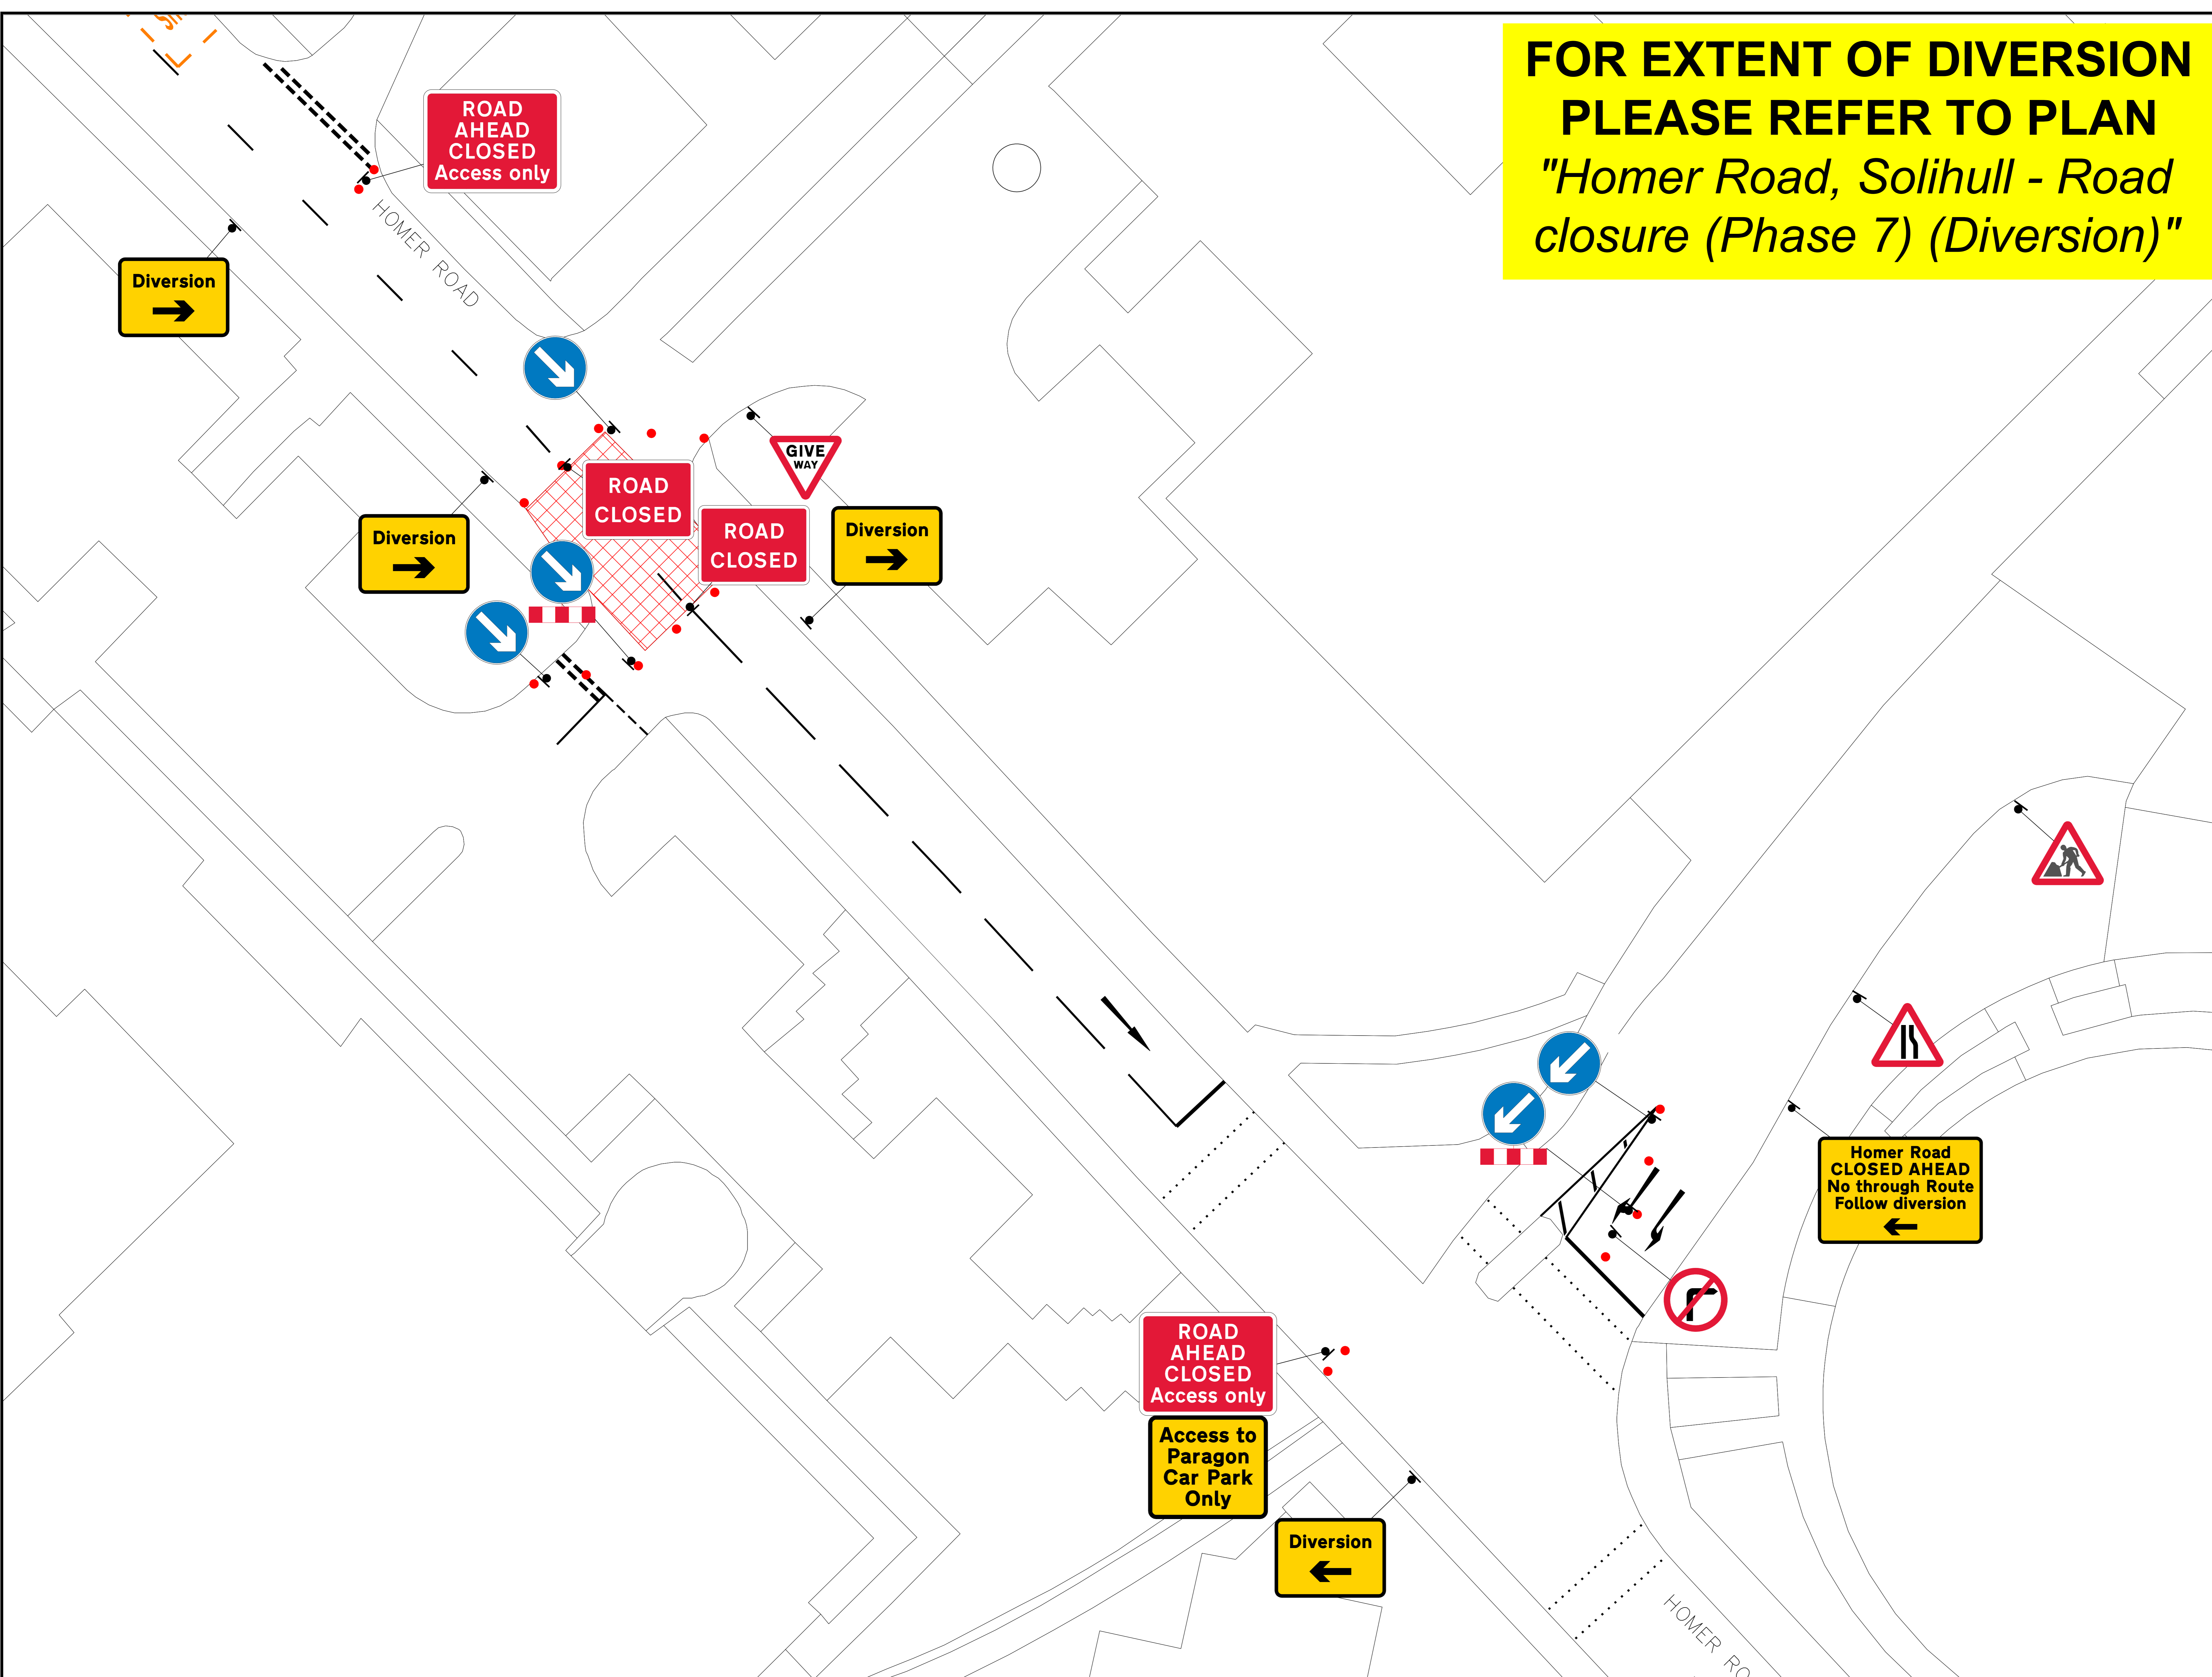 FOR EXTENT OF DIVERSION
PLEASE REFER TO PLAN
"Homer Road, Solihull - Road
closure (Phase 7) (Diversion)"
ROAD
AHEAD
CLOSED
Access only
HOMER ROAD
Diversion
GIVE
WAY
ROAD
CLOSED
ROAD
CLOSED
Diversion
Diversion
Homer Road
CLOSED AHEAD
No through Route
Follow diversion
ROAD
AHEAD
CLOSED
Access only
Access to
Paragon
Car Park
Only
Diversion
HOMER RO